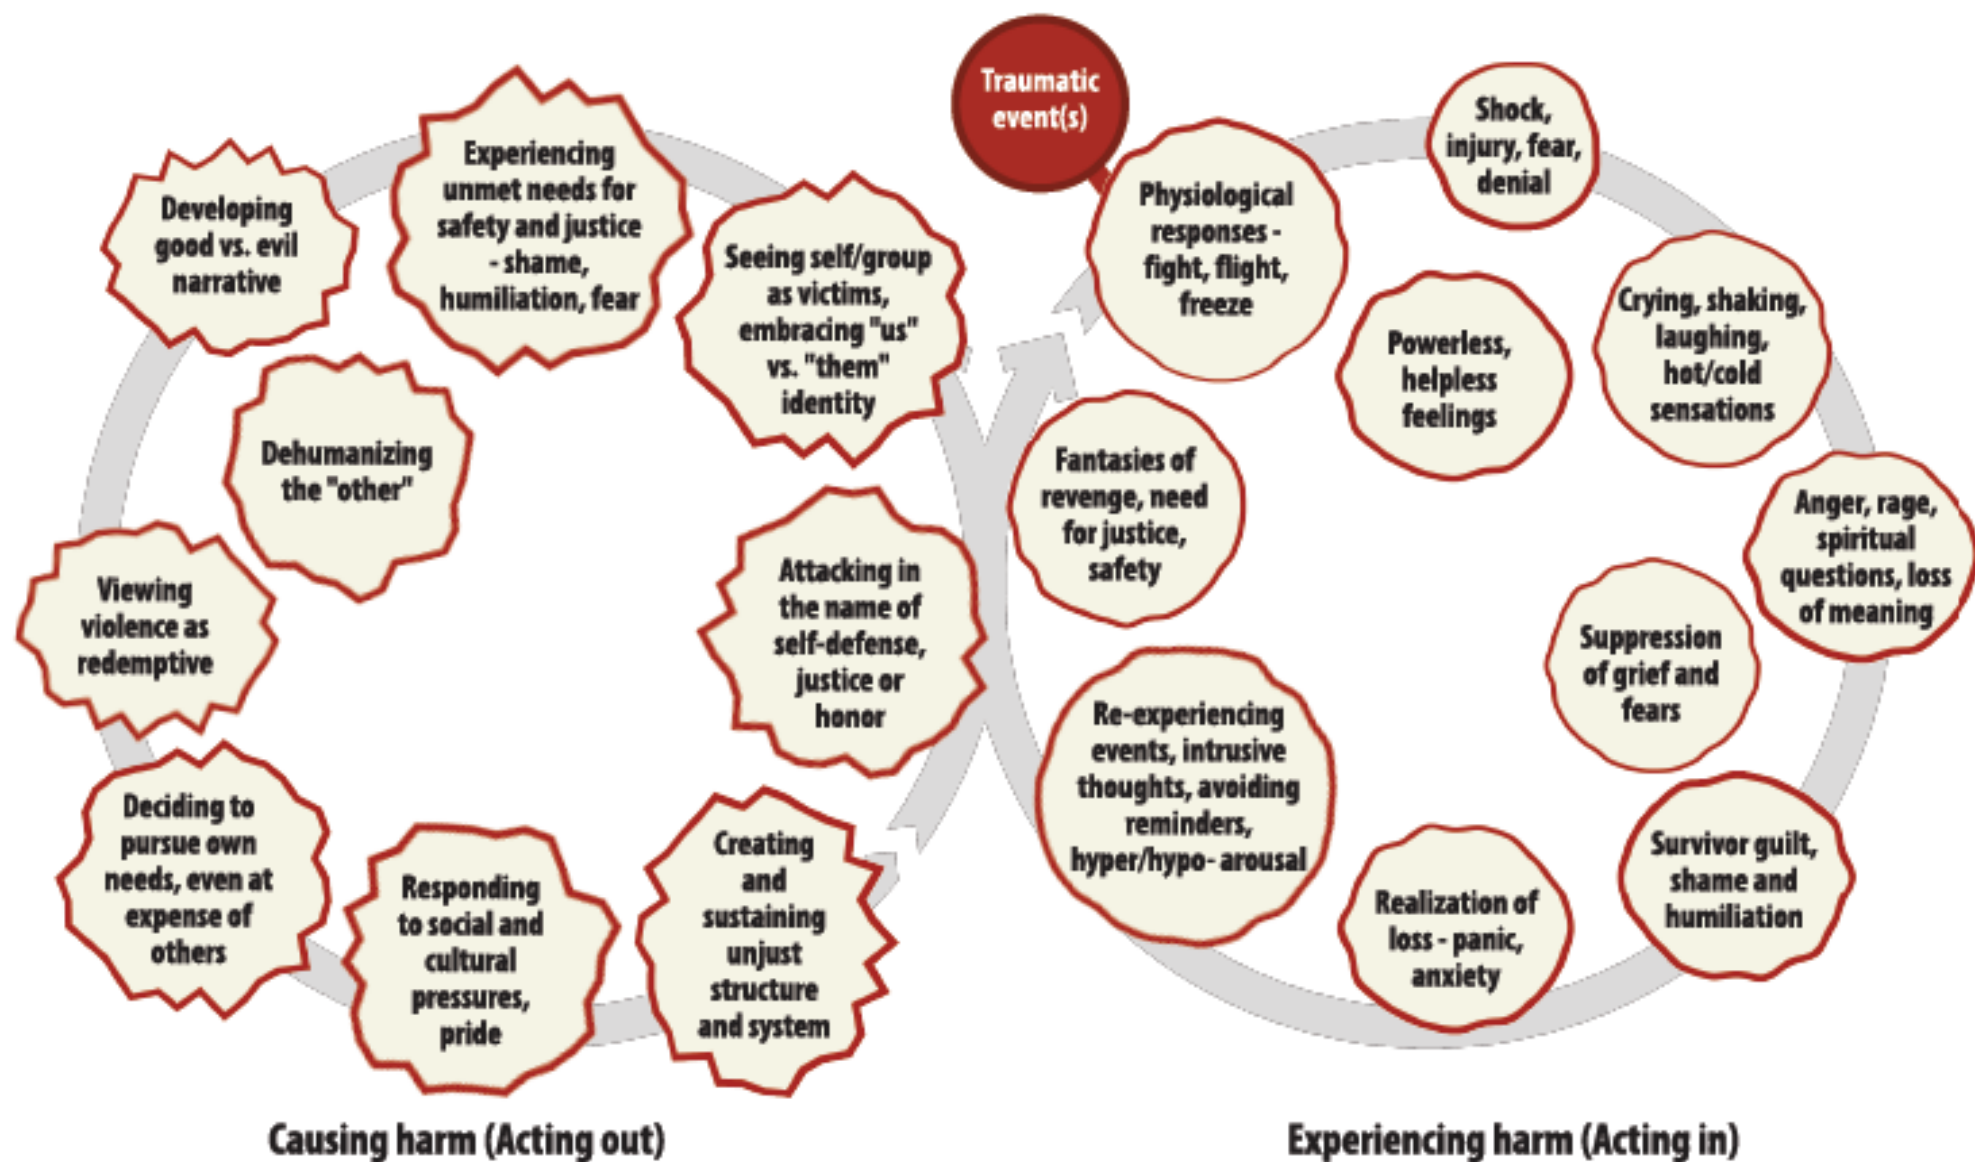 Traumatic
event(s)
Physiological
responses -
fight, flight,
freeze
Shock,
injury, fear,
denial
Crying, shaking,
laughing,
hot/cold
sensations
Powerless,
helpless
feelings
Anger, rage,
spiritual
questions, loss
of meaning
Suppression
of grief and
fears
Survivor guilt,
shame and
humiliation
Realization of
loss - panic,
anxiety
Re-experiencing
events, intrusive
thoughts, avoiding
reminders,
hyper/hypo- arousal
Fantasies of
revenge, need
for justice,
safety
Seeing self/group
as victims,
embracing "us"
vs. "them"
identity
Experiencing
unmet needs for
safety and justice
- shame,
humiliation, fear
Developing
good vs. evil
narrative
Dehumanizing
the "other"
Viewing
violence as
redemptive
Deciding to
pursue own
needs, even at
expense of
others
Responding
to social and
cultural
pressures,
pride
Creating
and
sustaining
unjust
structure
and system
Attacking in
the name of
self-defense,
justice or
honor
Causing harm (Acting out)
Experiencing harm (Acting in)